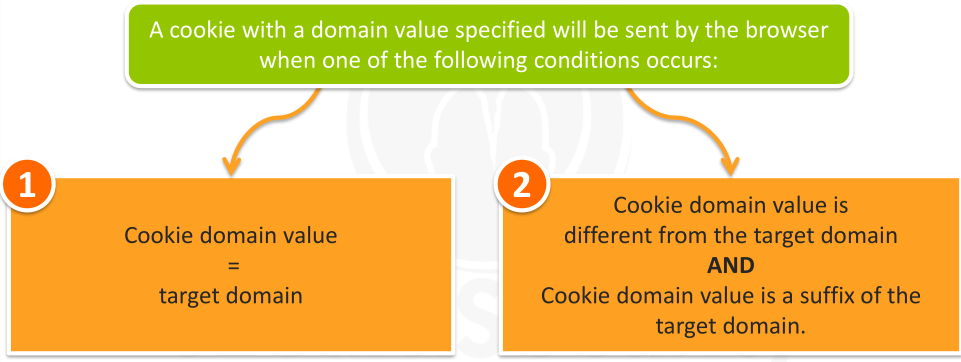 A cookie with a domain value specified will be sent by the browser
when one of the following conditions occurs:
1
Cookie domain value
=
target domain
2
Cookie domain value is
different from the target domain
AND
Cookie domain value is a suffix of the
target domain.